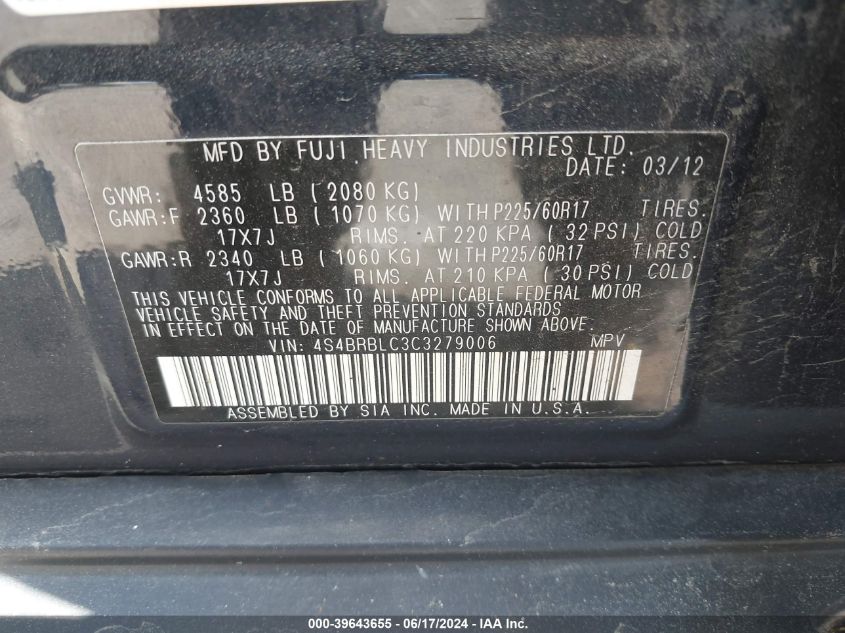 MFD BY FUJI HEAVY INDUSTRIES LTD.
DATE: 03/12
GVWR: 4585 LB (2080 KG)
GAWR:F 2360 LB (1070 KG) WITH P225/60R17 TIRES.
17X7J RIMS. AT 220 KPA (32 PSI) COLD
GAWR:R 2340 LB (1060 KG) WITH P225/60R17 TIRES.
17X7J RIMS. AT 210 KPA (30 PSI) COLD
THIS VEHICLE CONFORMS TO ALL APPLICABLE FEDERAL MOTOR
VEHICLE SAFETY AND THEFT PREVENTION STANDARDS
IN EFFECT ON THE DATE OF MANUFACTURE SHOWN ABOVE.
VIN: 4S4BRBLC3C3279006 MPV
ASSEMBLED BY SIA INC. MADE IN U.S.A.
000-39643655 - 06/17/2024 - IAA Inc.